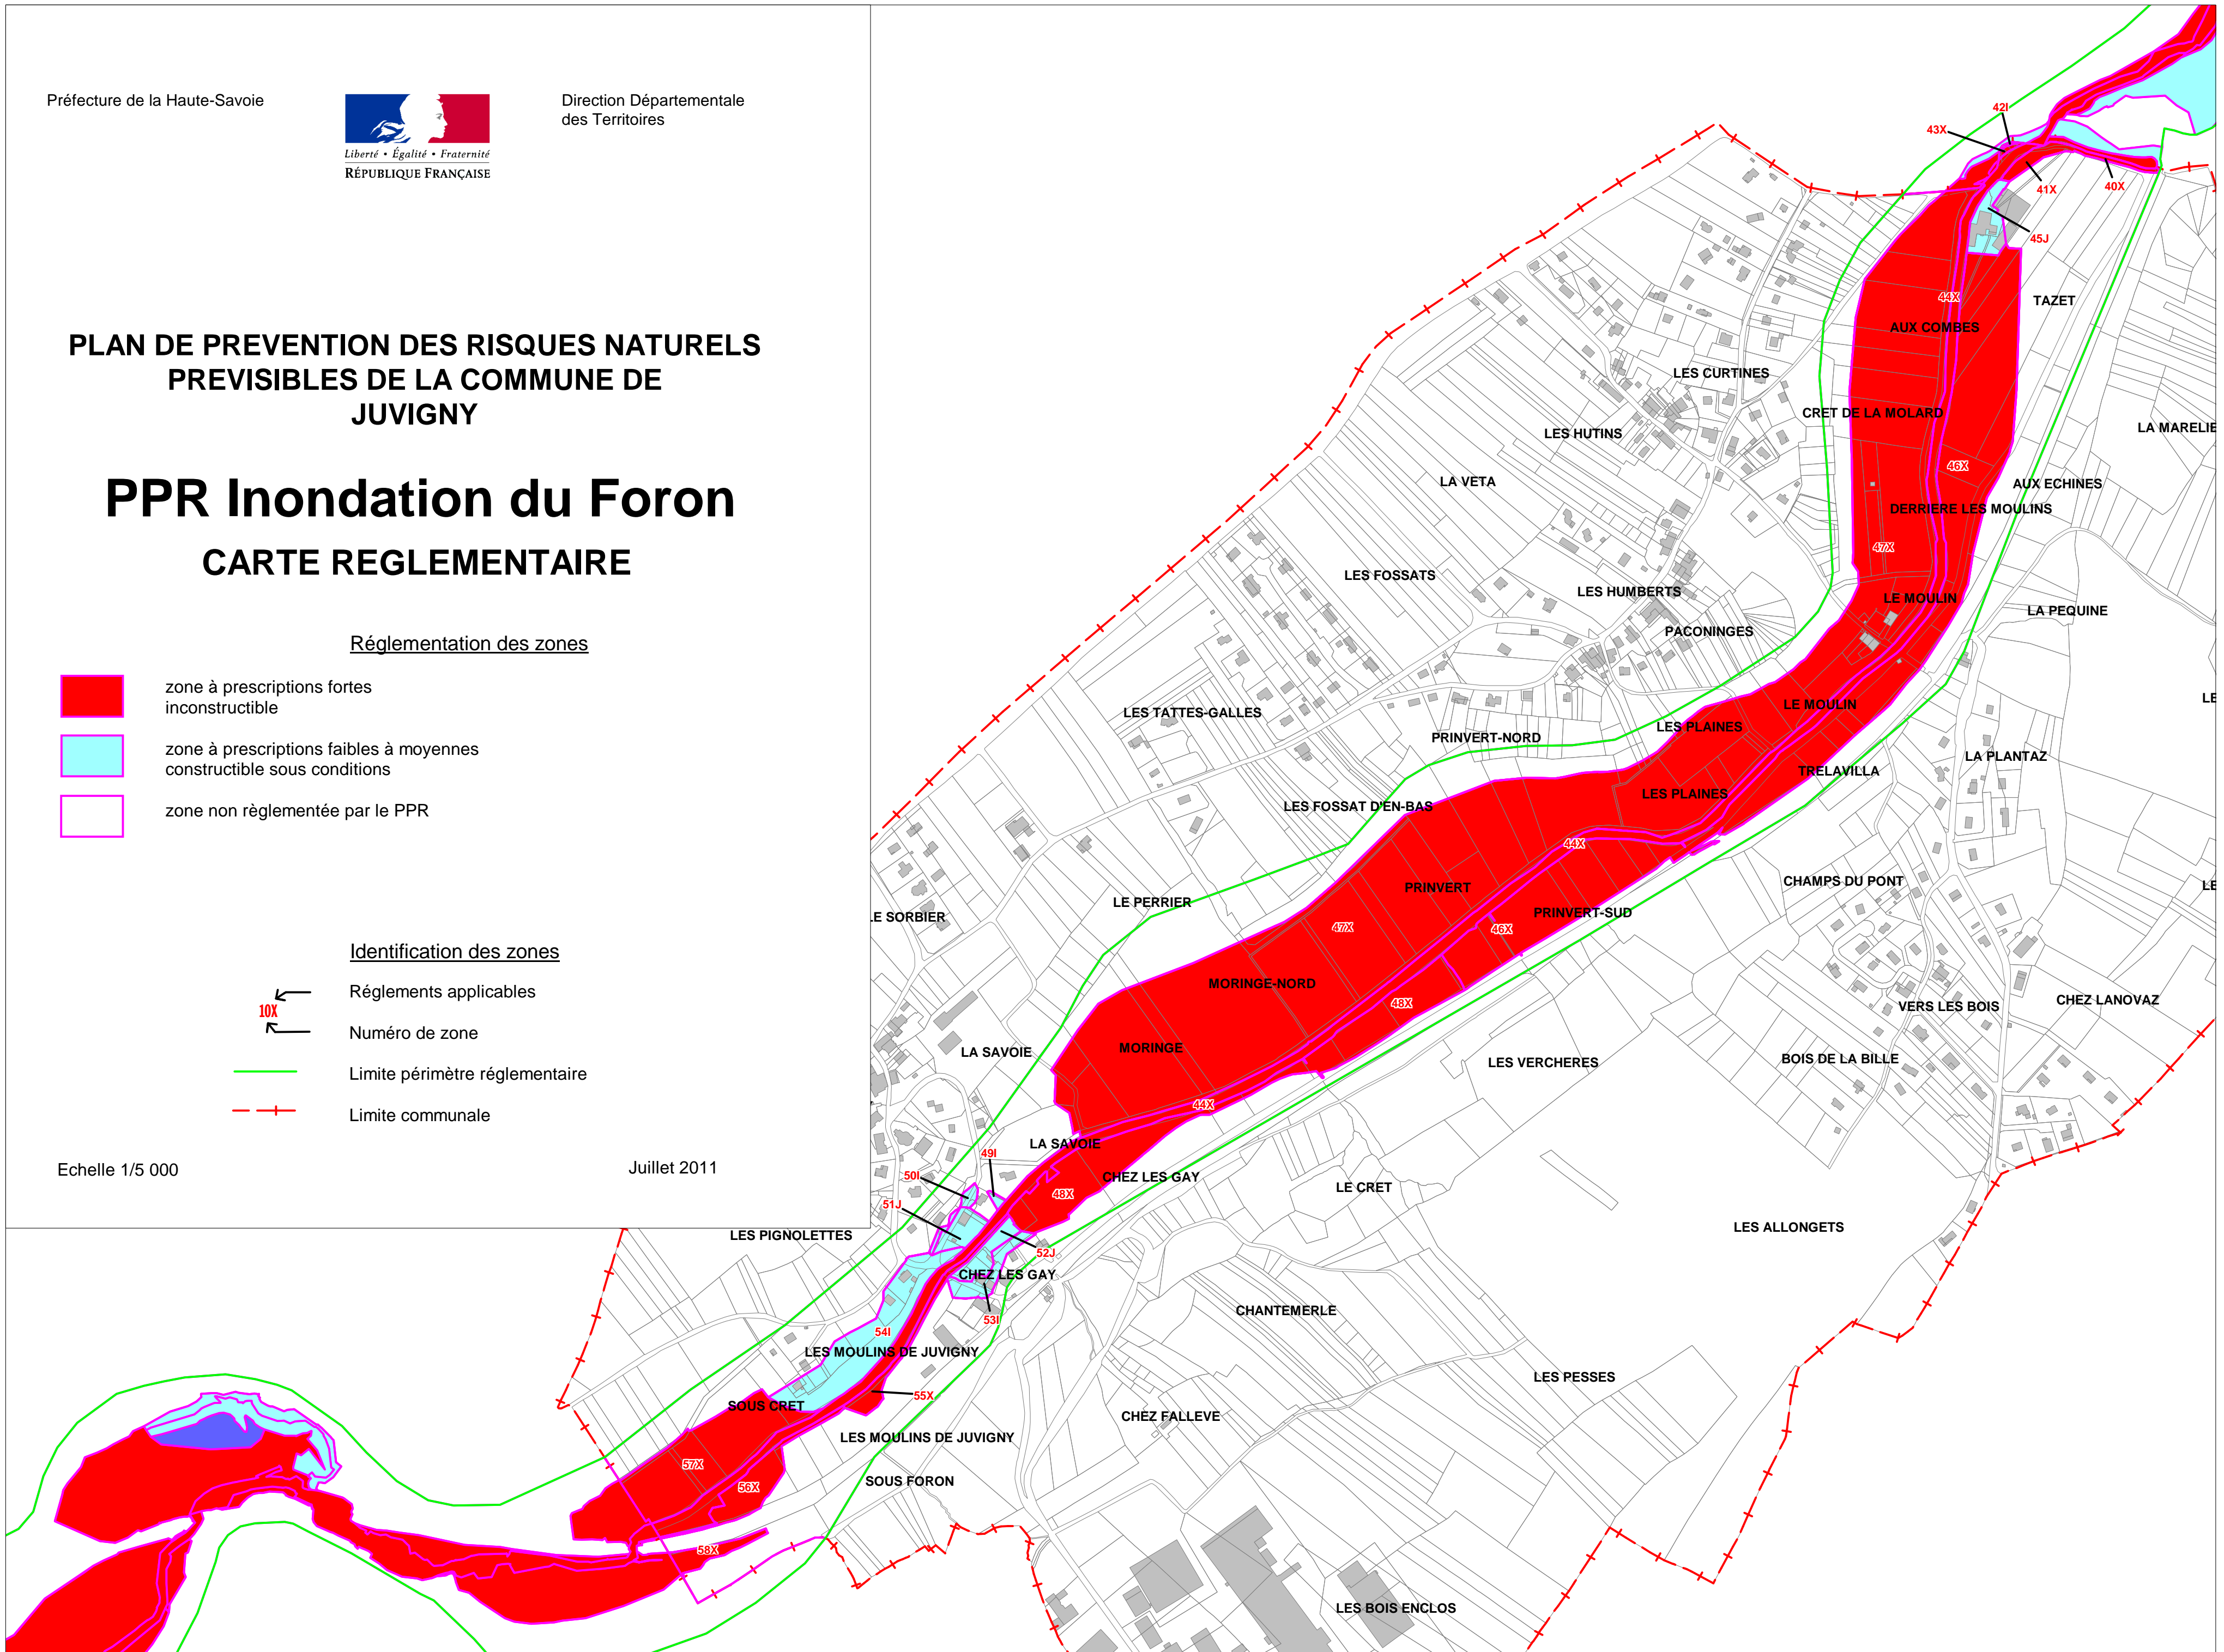 Préfecture de la Haute-Savoie
Liberté • Égalité • Fraternité
RÉPUBLIQUE FRANÇAISE
Direction Départementale
des Territoires
PLAN DE PREVENTION DES RISQUES NATURELS
PREVISIBLES DE LA COMMUNE DE
JUVIGNY
PPR Inondation du Foron
CARTE REGLEMENTAIRE
Réglementation des zones
zone à prescriptions fortes
inconstructible
zone à prescriptions faibles à moyennes
constructible sous conditions
zone non règlementée par le PPR
Identification des zones
10X
Réglements applicables
Numéro de zone
Limite périmètre réglementaire
Limite communale
Echelle 1/5 000
Juillet 2011
42I
43X
41X
40X
45J
44X
TAZET
AUX COMBES
LES CURTINES
CRET DE LA MOLARD
LA MARELIE
LES HUTINS
46X
LA VETA
AUX ECHINES
DERRIERE LES MOULINS
47X
LES FOSSATS
LES HUMBERTS
LE MOULIN
LA PEQUINE
PACONINGES
LE
LE MOULIN
LES TATTES-GALLES
LES PLAINES
PRINVERT-NORD
LA PLANTAZ
TRELAVILLA
LES PLAINES
LES FOSSAT D'EN-BAS
44X
CHAMPS DU PONT
LE
PRINVERT
LE PERRIER
PRINVERT-SUD
LE SORBIER
47X
46X
MORINGE-NORD
48X
VERS LES BOIS
CHEZ LANOVAZ
MORINGE
LA SAVOIE
LES VERCHERES
BOIS DE LA BILLE
44X
LA SAVOIE
49I
50I
CHEZ LES GAY
LE CRET
48X
51J
LES ALLONGETS
LES PIGNOLETTES
52J
CHEZ LES GAY
CHANTEMERLE
53I
54I
LES MOULINS DE JUVIGNY
LES PESSES
55X
SOUS CRET
CHEZ FALLEVE
LES MOULINS DE JUVIGNY
57X
SOUS FORON
56X
58X
LES BOIS ENCLOS